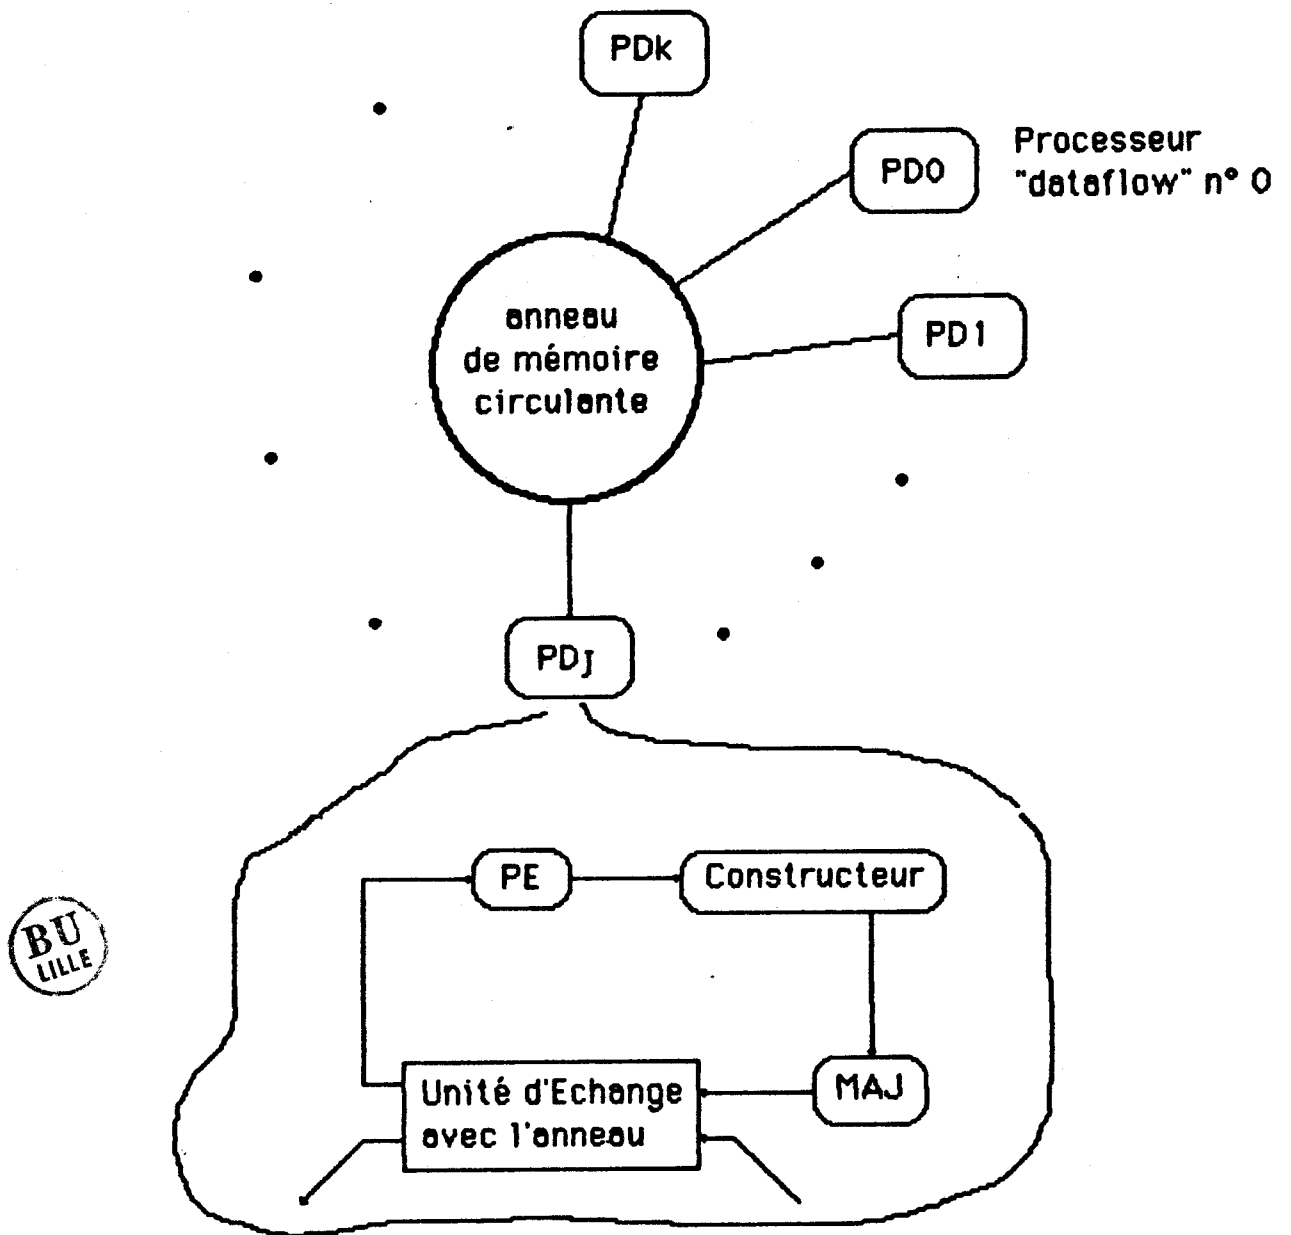 PDk
PD0
Processeur
"dataflow" n° 0
PD1
anneau
de mémoire
circulante
PDj
PE
Constructeur
BU
LILLE
MAJ
Unité d'Echange
avec l'anneau